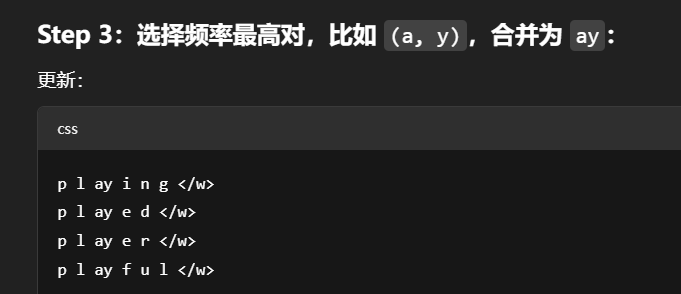 Step 3：选择频率最高对，比如 (a, y)，合并为 ay：
更新：
css
p l ay i n g </w>
p l ay e d </w>
p l ay e r </w>
p l ay f u l </w>